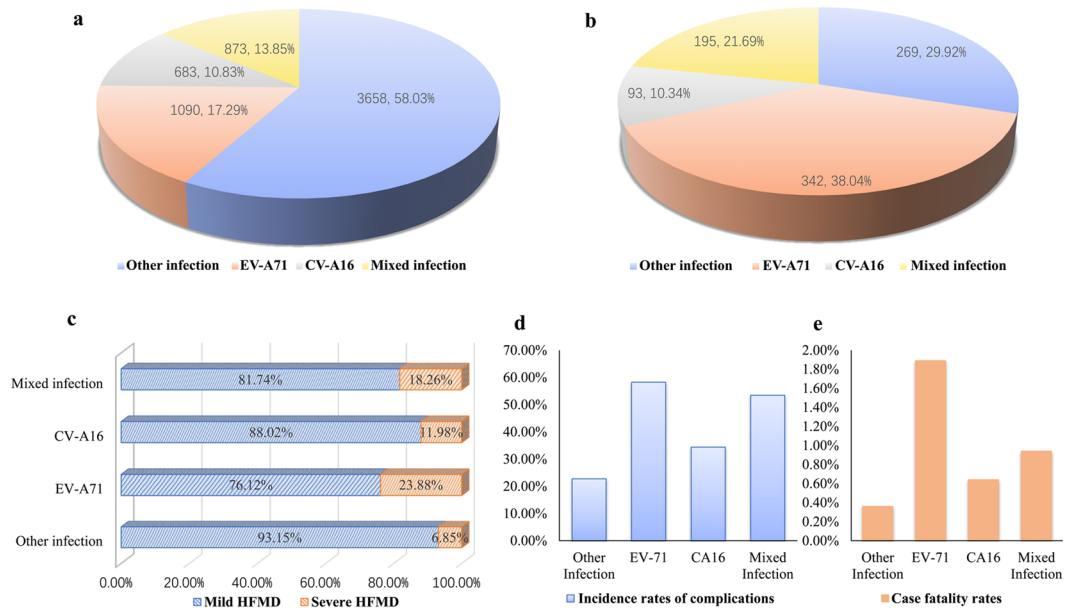 a
873, 13.85%
683, 10.83%
1090, 17.29%
3658, 58.03%
Other infection EV-A71 CV-A16 Mixed infection
b
195, 21.69%
269, 29.92%
93, 10.34%
342, 38.04%
Other infection EV-A71 CV-A16 Mixed infection
c
Mixed infection 81.74% 18.26%
CV-A16 88.02% 11.98%
EV-A71 76.12% 23.88%
Other infection 93.15% 6.85%
0.00% 20.00% 40.00% 60.00% 80.00% 100.00%
Mild HFMD Severe HFMD
d
70.00%
60.00%
50.00%
40.00%
30.00%
20.00%
10.00%
0.00%
Other EV-71 CA16 Mixed
Infection Infection
Incidence rates of complications
e
2.00%
1.80%
1.60%
1.40%
1.20%
1.00%
0.80%
0.60%
0.40%
0.20%
0.00%
Other EV-71 CA16 Mixed
Infection Infection
Case fatality rates